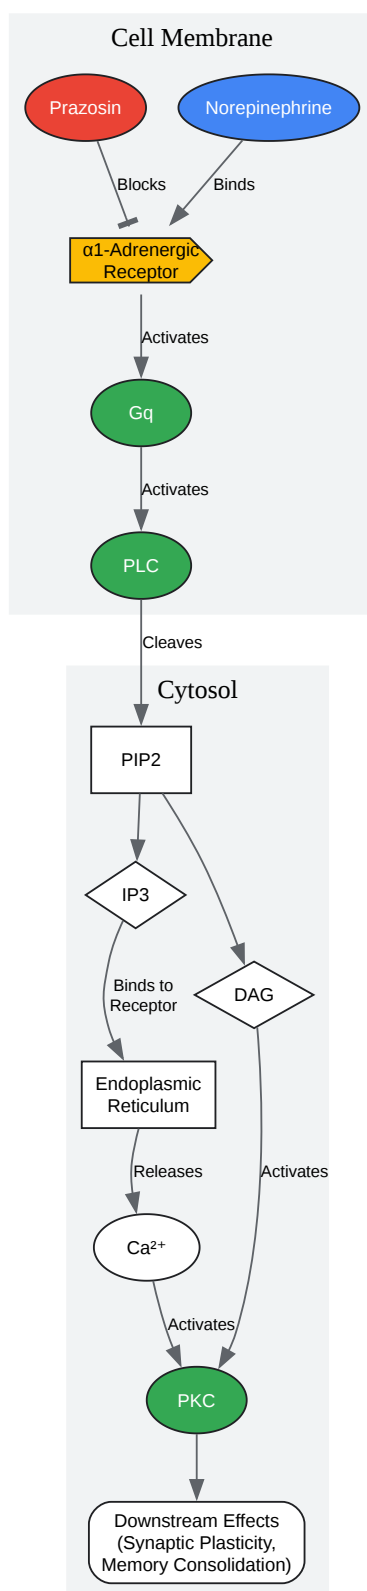 Cell Membrane
Prazosin
Norepinephrine
Blocks
Binds
α1-Adrenergic
Receptor
Activates
Gq
Activates
PLC
Cleaves
Cytosol
PIP2
IP3
DAG
Binds to
Receptor
Endoplasmic
Reticulum
Releases
Activates
Ca²⁺
Activates
PKC
Downstream Effects
(Synaptic Plasticity,
Memory Consolidation)